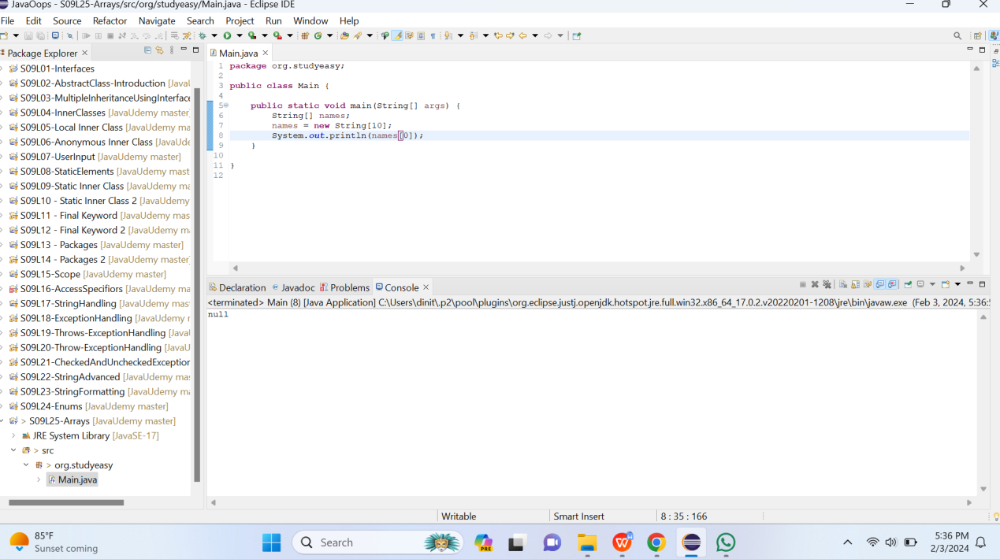 JavaOops - S09L25-Arrays/src/org/studyeasy/Main.java - Eclipse IDE
File Edit Source Refactor Navigate Search Project Run Window Help
Package Explorer
S09L01-Interfaces
S09L02-AbstractClass-Introduction [JavaU
S09L03-MultipleInheritanceUsingInterface
S09L04-InnerClasses [JavaUdemy master]
S09L05-Local Inner Class [JavaUdemy ma
S09L06-Anonymous Inner Class [JavaUde
S09L07-UserInput [JavaUdemy master]
S09L08-StaticElements [JavaUdemy mast
S09L09-Static Inner Class [JavaUdemy ma
S09L10 - Static Inner Class 2 [JavaUdemy
S09L11 - Final Keyword [JavaUdemy mas
S09L12 - Final Keyword 2 [JavaUdemy m
S09L13 - Packages [JavaUdemy master]
S09L14 - Packages 2 [JavaUdemy master]
S09L15-Scope [JavaUdemy master]
S09L16-AccessSpecifiers [JavaUdemy mas
S09L17-StringHandling [JavaUdemy mas
S09L18-ExceptionHandling [JavaUdemy r
S09L19-Throws-ExceptionHandling [Java
S09L20-Throw-ExceptionHandling [JavaU
S09L21-CheckedAndUncheckedException
S09L22-StringAdvanced [JavaUdemy mas
S09L23-StringFormatting [JavaUdemy ma
S09L24-Enums [JavaUdemy master]
> S09L25-Arrays [JavaUdemy master]
JRE System Library [JavaSE-17]
> src
> org.studyeasy
Main.java
Main.java
1 package org.studyeasy;
2
3 public class Main {
4
5 public static void main(String[] args) {
6 String[] names;
7 names = new String[10];
8 System.out.println(names[0]);
9 }
10
11 }
12
Declaration Javadoc Problems Console
<terminated> Main (8) [Java Application] C:\Users\dinit\.p2\pool\plugins\org.eclipse.justj.openjdk.hotspot.jre.full.win32.x86_64_17.0.2.v20220201-1208\jre\bin\javaw.exe (Feb 3, 2024, 5:36:
null
Writable Smart Insert 8 : 35 : 166
85°F
Sunset coming
Search
PRE
5:36 PM
2/3/2024